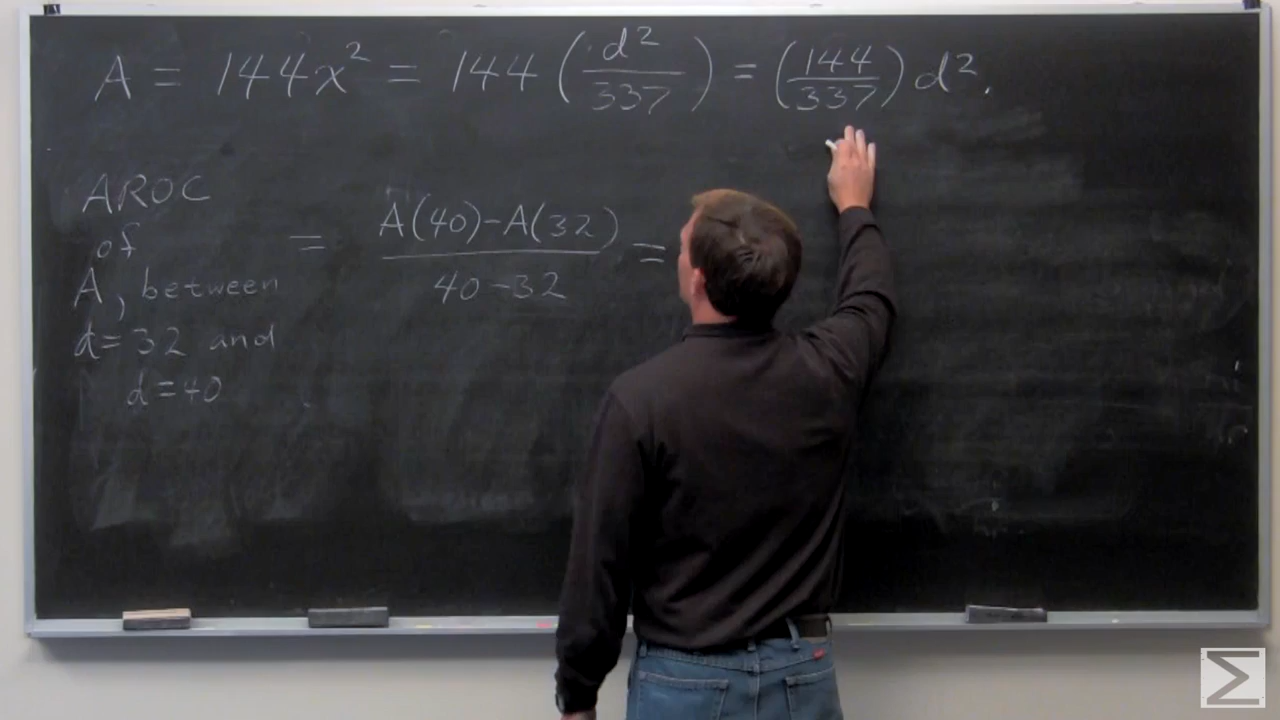 A = 144x² = 144 (d²/337) = (144/337) d².
AROC
of
A, between
d=32 and
d=40
= A(40)-A(32)/40-32 =
Σ